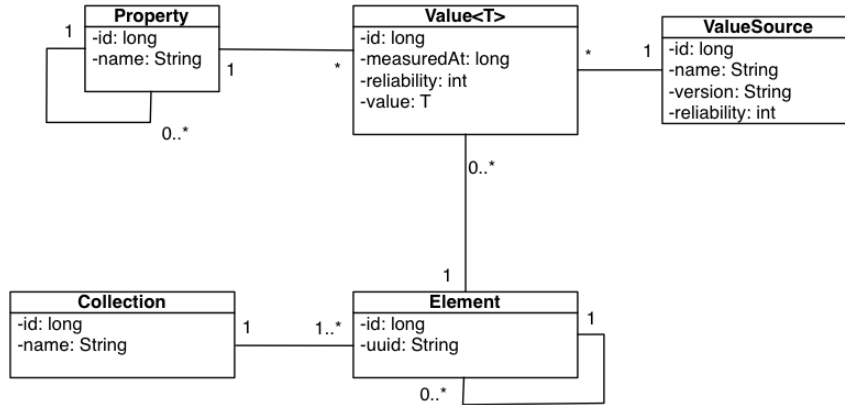 Property
-id: long
-name: String
1
0..*
1
*
Value<T>
-id: long
-measuredAt: long
-reliability: int
-value: T
*
1
ValueSource
-id: long
-name: String
-version: String
-reliability: int
0..*
1
Collection
-id: long
-name: String
1
1..*
Element
-id: long
-uuid: String
1
0..*